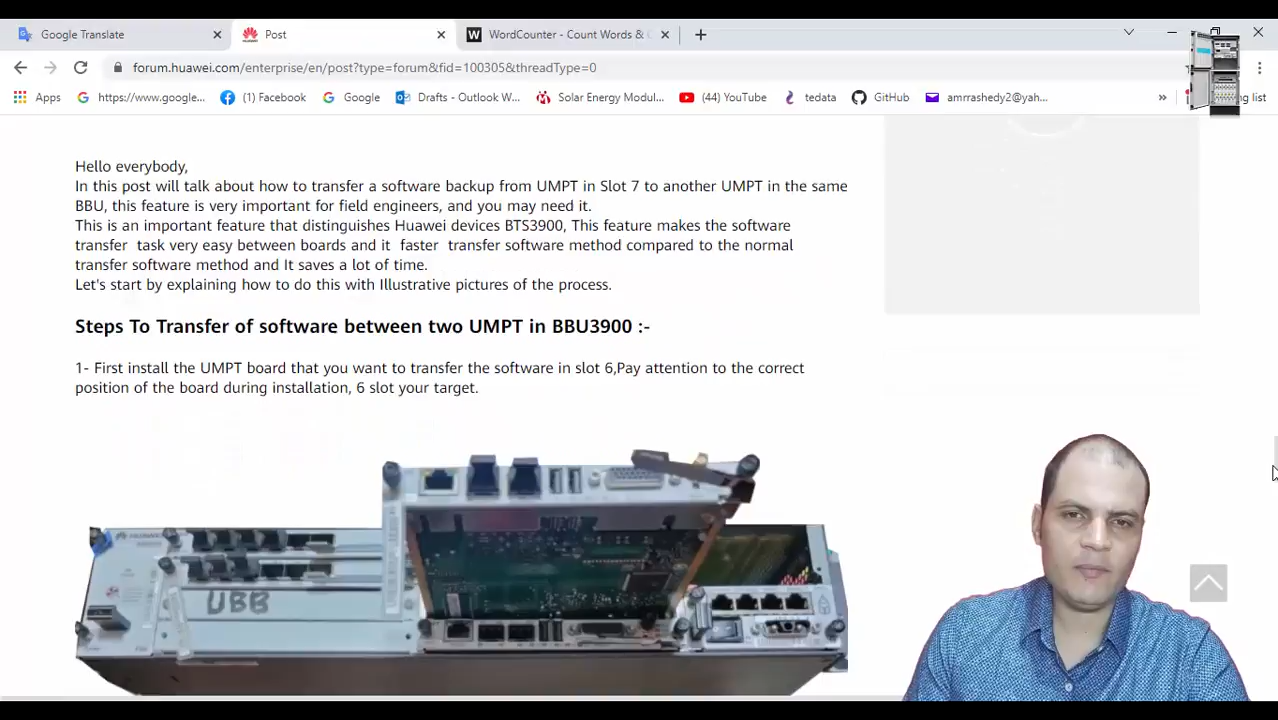 Google Translate
Post
WordCounter - Count Words & C
forum.huawei.com/enterprise/en/post?type=forum&fid=100305&threadType=0
Apps
https://www.google...
(1) Facebook
Google
Drafts - Outlook W...
Solar Energy Modul...
(44) YouTube
tedata
GitHub
amrrashedy2@yah...
»
ng list
Hello everybody,
In this post will talk about how to transfer a software backup from UMPT in Slot 7 to another UMPT in the same
BBU, this feature is very important for field engineers, and you may need it.
This is an important feature that distinguishes Huawei devices BTS3900, This feature makes the software
transfer  task very easy between boards and it  faster  transfer software method compared to the normal
transfer software method and It saves a lot of time.
Let's start by explaining how to do this with Illustrative pictures of the process.
Steps To Transfer of software between two UMPT in BBU3900 :-
1- First install the UMPT board that you want to transfer the software in slot 6,Pay attention to the correct
position of the board during installation, 6 slot your target.
UBB